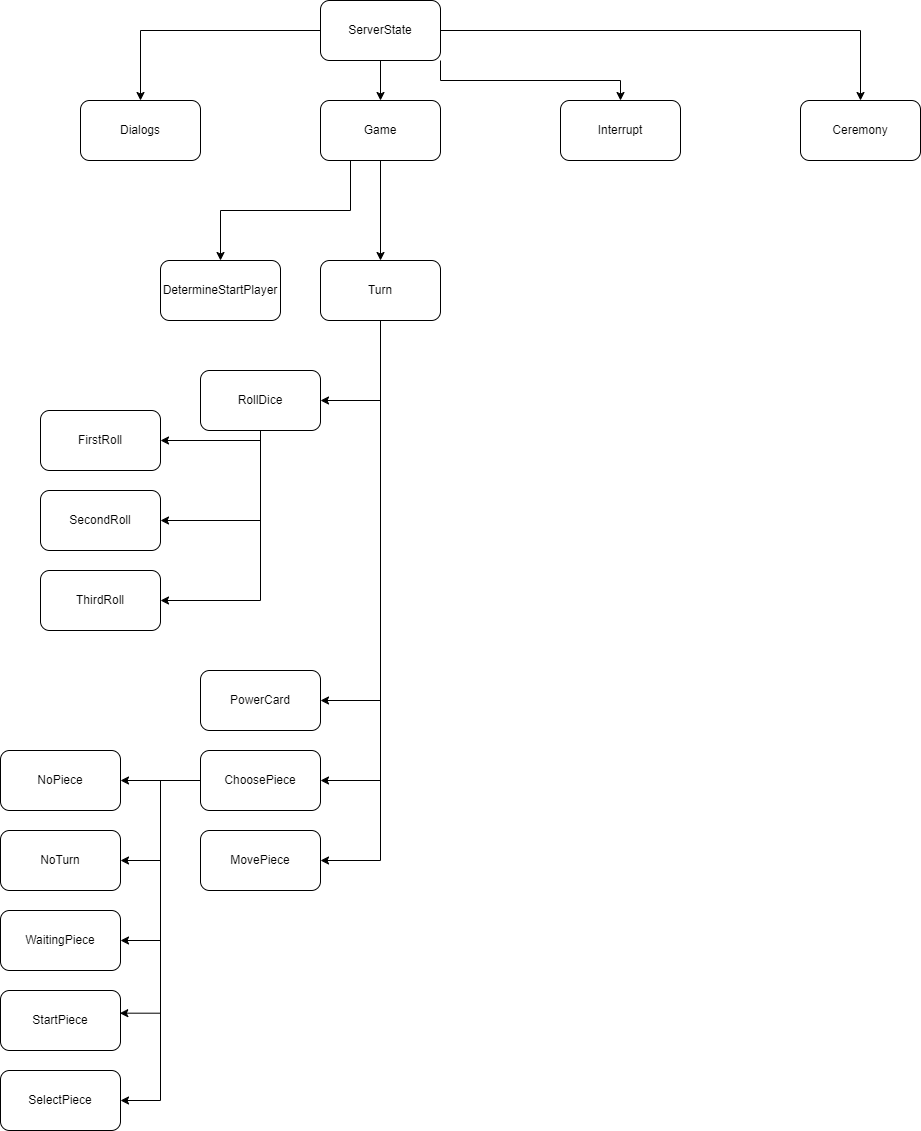 ServerState
Dialogs
Game
Interrupt
Ceremony
DetermineStartPlayer
Turn
RollDice
FirstRoll
SecondRoll
ThirdRoll
PowerCard
NoPiece
ChoosePiece
NoTurn
MovePiece
WaitingPiece
StartPiece
SelectPiece